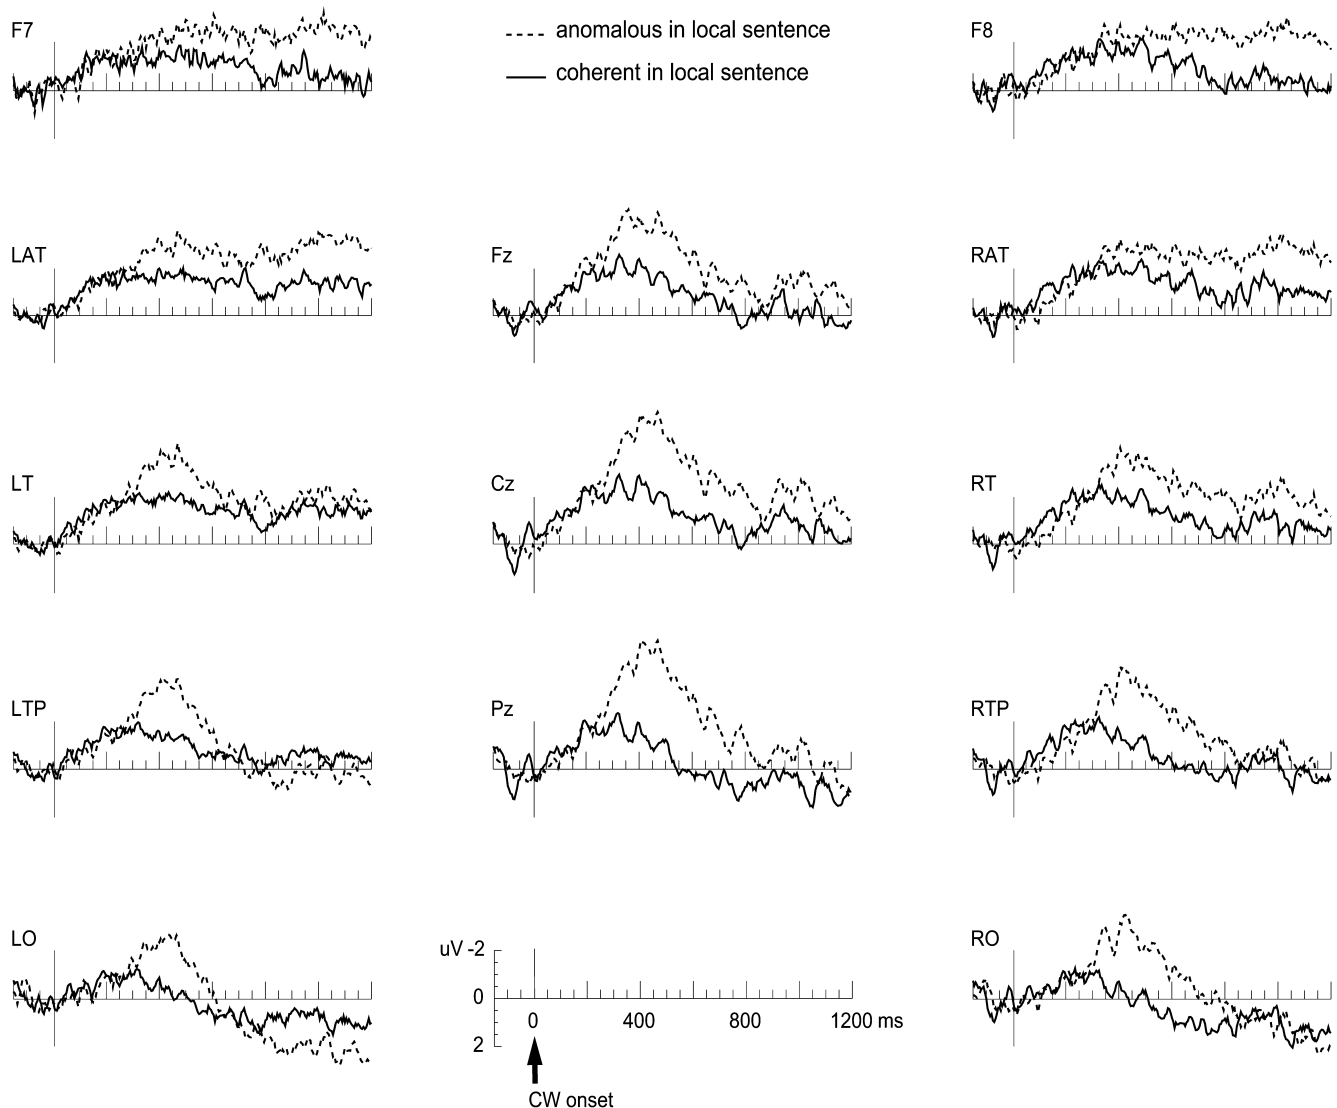 F7
anomalous in local sentence
F8
coherent in local sentence
LAT
Fz
RAT
LT
Cz
RT
LTP
Pz
RTP
LO
uV -2
RO
0
2
0 400 800 1200 ms
CW onset